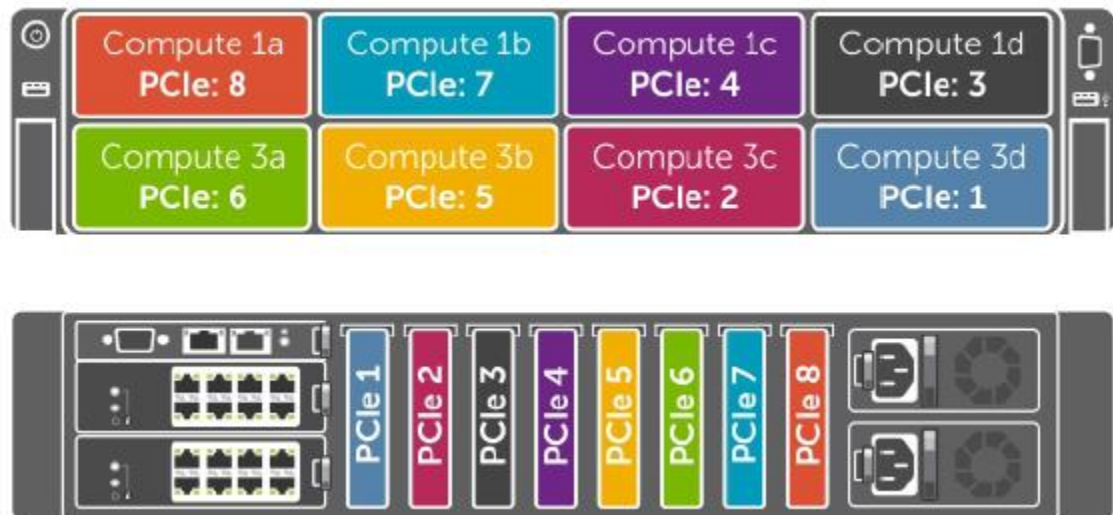 Compute 1a
PCIe: 8
Compute 1b
PCIe: 7
Compute 1c
PCIe: 4
Compute 1d
PCIe: 3
Compute 3a
PCIe: 6
Compute 3b
PCIe: 5
Compute 3c
PCIe: 2
Compute 3d
PCIe: 1
PCIe 1
PCIe 2
PCIe 3
PCIe 4
PCIe 5
PCIe 6
PCIe 7
PCIe 8